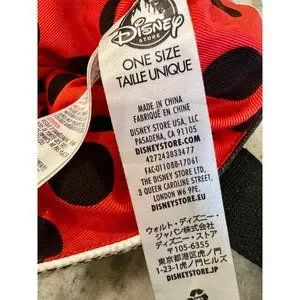 Disney
STORE
ONE SIZE
TAILLE UNIQUE
MADE IN CHINA
FABRIQUÉ EN CHINE
DISNEY STORE USA, LLC
PASADENA, CA 91105
DISNEYSTORE.COM
427243833477
FAC-011088-17061
THE DISNEY STORE LTD.
3 QUEEN CAROLINE STREET,
LONDON W6 9PE.
DISNEYSTORE.EU
ウォルト・ディズニー・
ジャパン株式会社
ディズニー・ストア
〒105-6355
東京都港区虎ノ門
1-23-1虎ノ門ヒルズ
DISNEYSTORE.JP